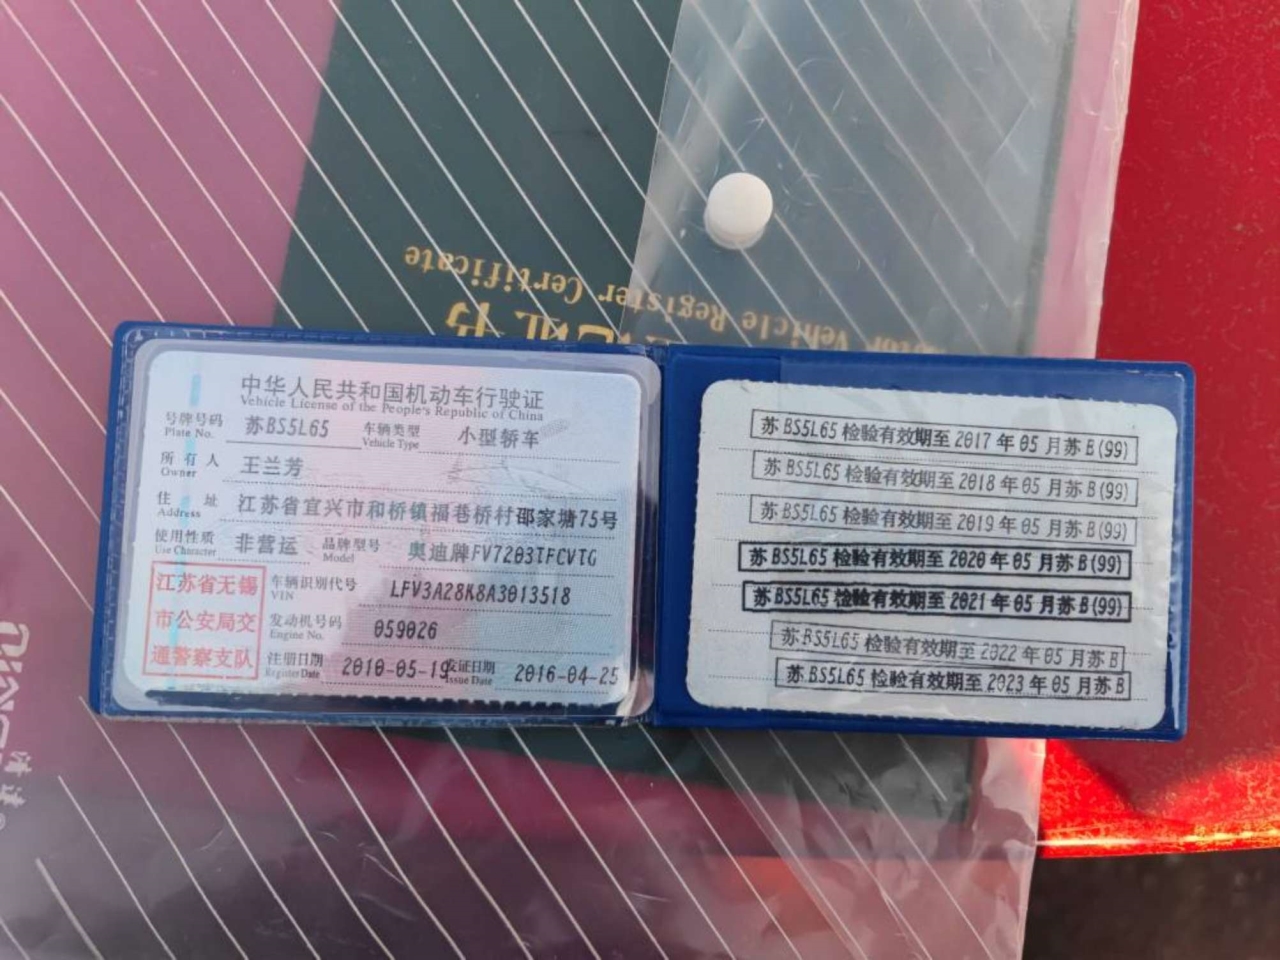 tor Vehicle Register Certificate
中华人民共和国机动车行驶证
Vehicle License of the People's Republic of China
号牌号码 苏BS5L65 车辆类型 小型轿车
Plate No. Vehicle Type
所有人 王兰芳
Owner
住址 江苏省宜兴市和桥镇福巷桥村邵家塘75号
Address
使用性质 非营运 品牌型号 奥迪牌FV7203TFCVTG
Use Character Model
江苏省无锡
市公安局交
通警察支队
车辆识别代号 LFV3A28K8A3013518
VIN
发动机号码 059026
Engine No.
注册日期 2010-05-19 发证日期 2016-04-25
Register Date Issue Date
苏BS5L65 检验有效期至 2017 年 05 月苏 B(99)
苏BS5L65 检验有效期至 2018 年 05 月苏 B(99)
苏BS5L65 检验有效期至 2019 年 05 月苏 B(99)
苏BS5L65 检验有效期至 2020 年 05 月苏 B(99)
苏BS5L65 检验有效期至 2021 年 05 月苏 B(99)
苏BS5L65 检验有效期至 2022 年 05 月苏 B
苏BS5L65 检验有效期至 2023 年 05 月苏 B